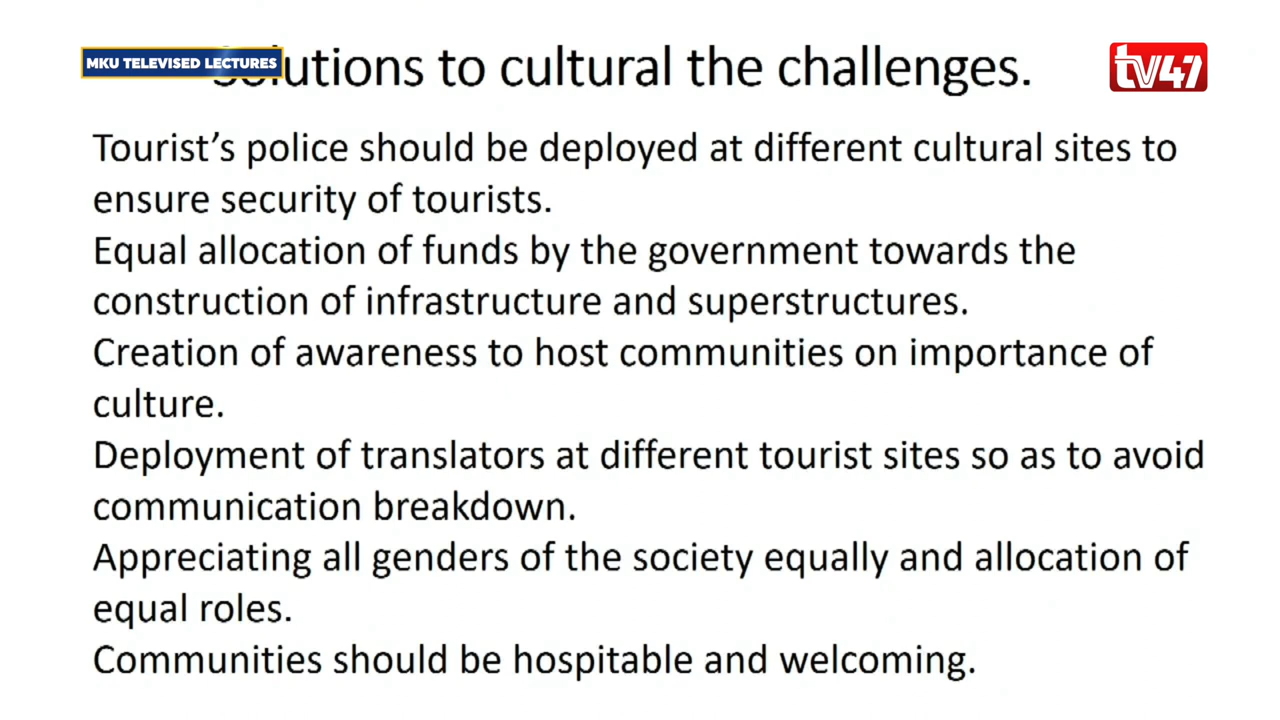 MKU TELEVISED LECTURES
Solutions to cultural the challenges.
tv47
Tourist's police should be deployed at different cultural sites to
ensure security of tourists.
Equal allocation of funds by the government towards the
construction of infrastructure and superstructures.
Creation of awareness to host communities on importance of
culture.
Deployment of translators at different tourist sites so as to avoid
communication breakdown.
Appreciating all genders of the society equally and allocation of
equal roles.
Communities should be hospitable and welcoming.